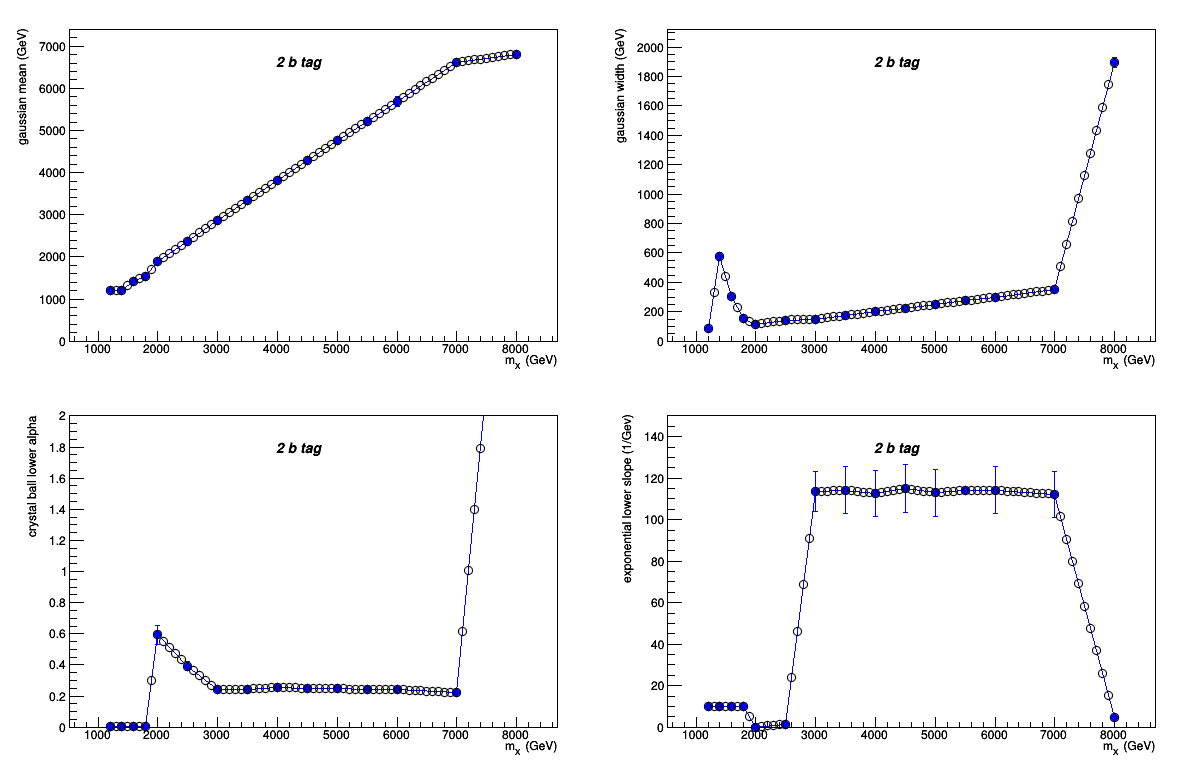 2 b tag
gaussian mean (GeV)
7000
6000
5000
4000
3000
2000
1000
0
1000 2000 3000 4000 5000 6000 7000 8000
mX (GeV)
2 b tag
gaussian width (GeV)
2000
1800
1600
1400
1200
1000
800
600
400
200
0
1000 2000 3000 4000 5000 6000 7000 8000
mX (GeV)
2 b tag
crystal ball lower alpha
2
1.8
1.6
1.4
1.2
1
0.8
0.6
0.4
0.2
0
1000 2000 3000 4000 5000 6000 7000 8000
mX (GeV)
2 b tag
exponential lower slope (1/Gev)
140
120
100
80
60
40
20
0
1000 2000 3000 4000 5000 6000 7000 8000
mX (GeV)